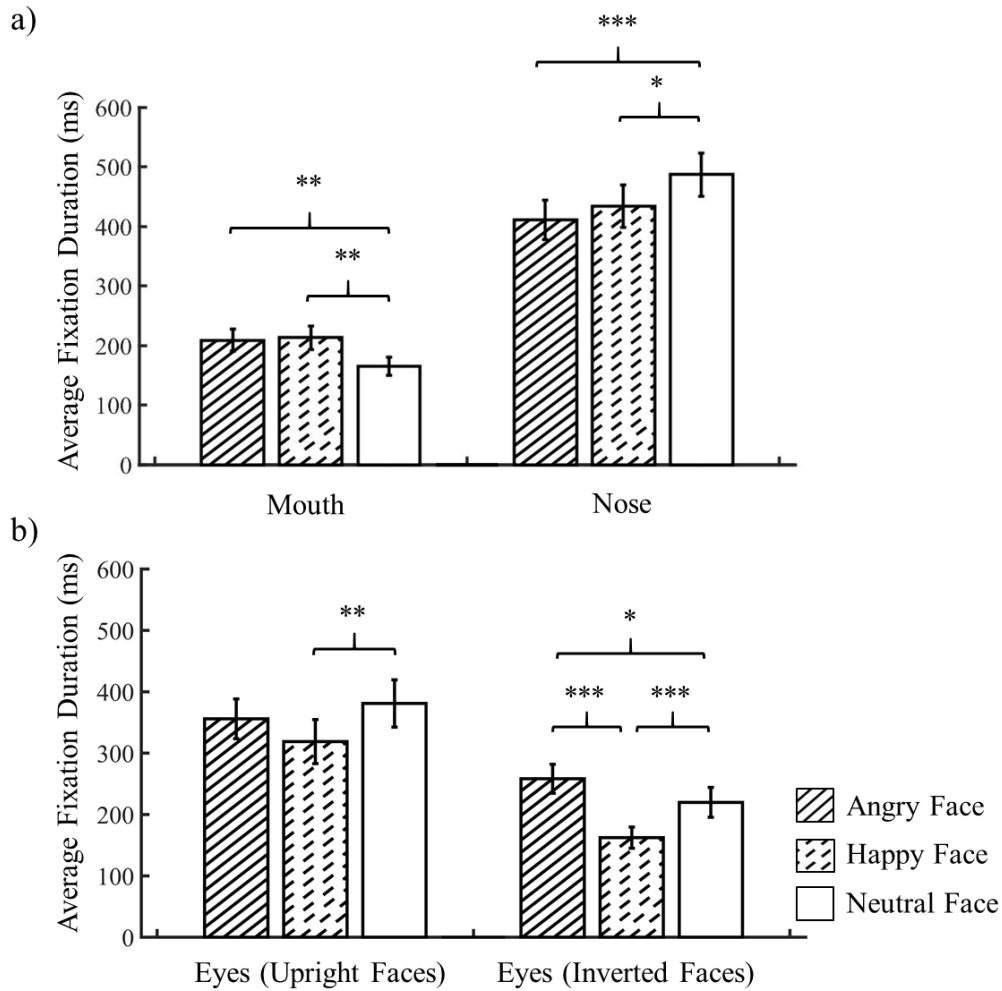 a)
***
*
**
**
Average Fixation Duration (ms)
600
500
400
300
200
100
0
Mouth
Nose
b)
**
*
***
***
Average Fixation Duration (ms)
600
500
400
300
200
100
0
Eyes (Upright Faces)
Eyes (Inverted Faces)
Angry Face
Happy Face
Neutral Face